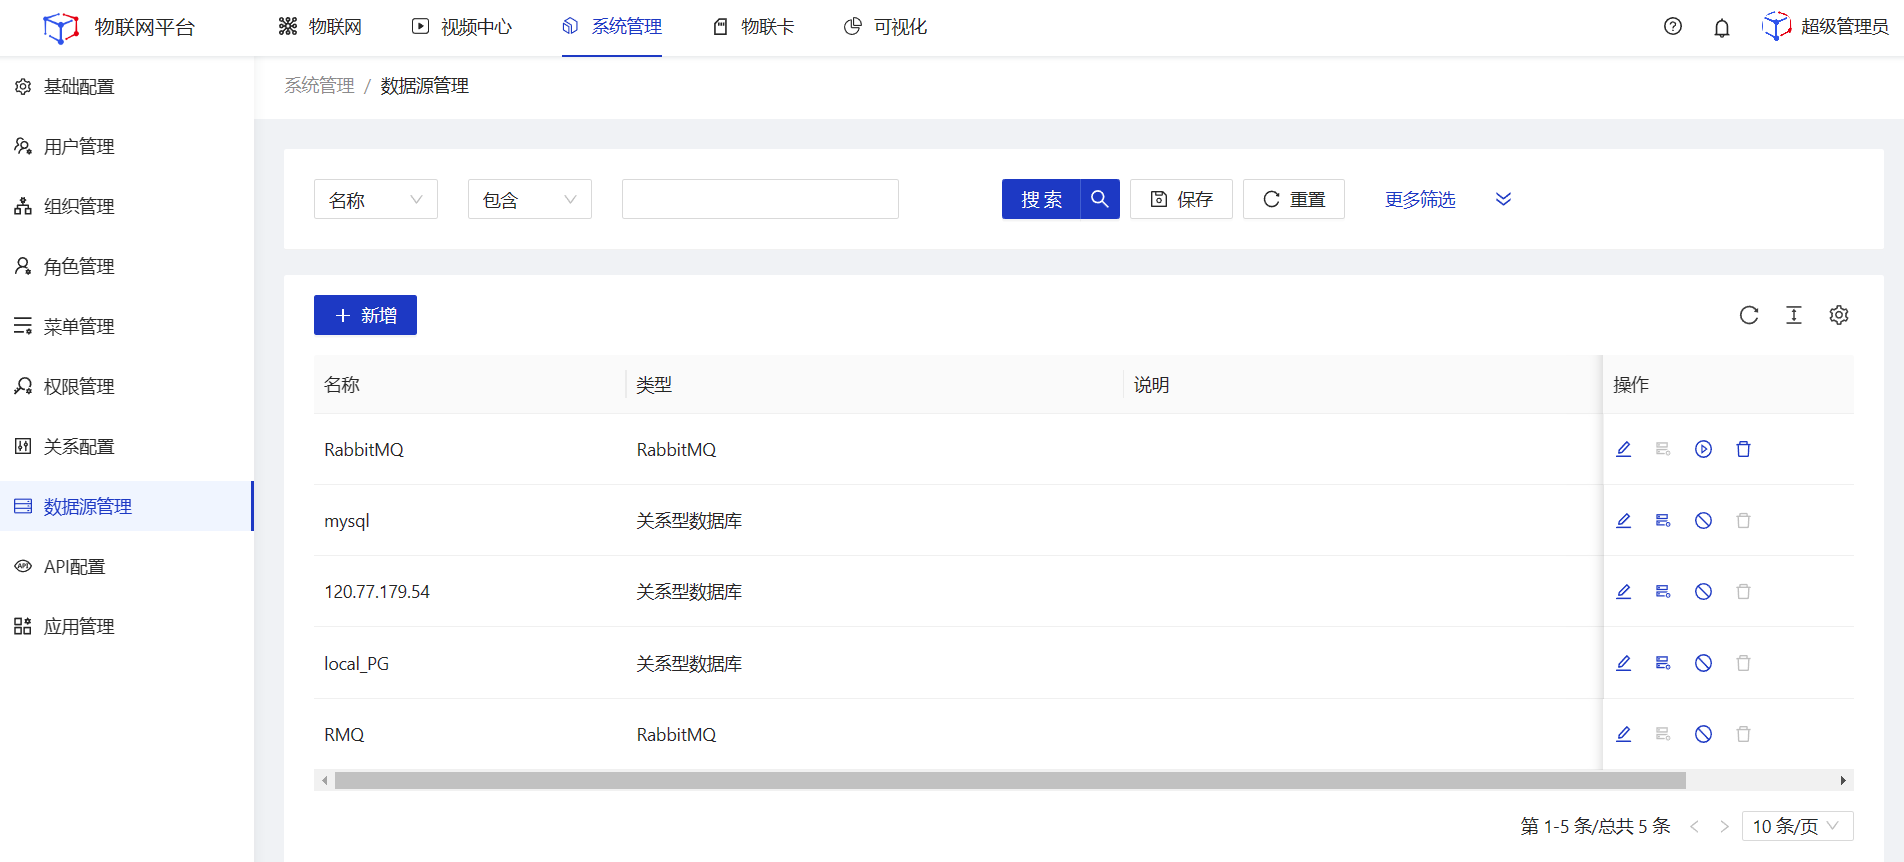 物联网平台
物联网
视频中心
系统管理
物联卡
可视化
超级管理员
基础配置
用户管理
组织管理
角色管理
菜单管理
权限管理
关系配置
数据源管理
API配置
应用管理
系统管理 / 数据源管理
名称
包含
搜 索
保存
重置
更多筛选
新增
名称 类型 说明 操作
RabbitMQ RabbitMQ
mysql 关系型数据库
120.77.179.54 关系型数据库
local_PG 关系型数据库
RMQ RabbitMQ
第 1-5 条/总共 5 条
10 条/页